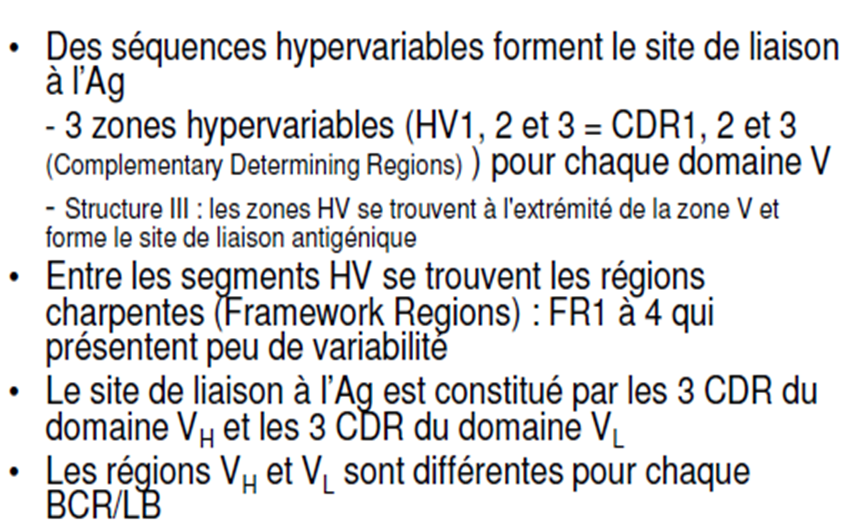 • Des séquences hypervariables forment le site de liaison
à l'Ag
- 3 zones hypervariables (HV1, 2 et 3 = CDR1, 2 et 3
(Complementary Determining Regions) ) pour chaque domaine V
- Structure III : les zones HV se trouvent à l'extrémité de la zone V et
forme le site de liaison antigénique
• Entre les segments HV se trouvent les régions
charpentes (Framework Regions) : FR1 à 4 qui
présentent peu de variabilité
• Le site de liaison à l'Ag est constitué par les 3 CDR du
domaine VH et les 3 CDR du domaine VL
• Les régions VH et VL sont différentes pour chaque
BCR/LB